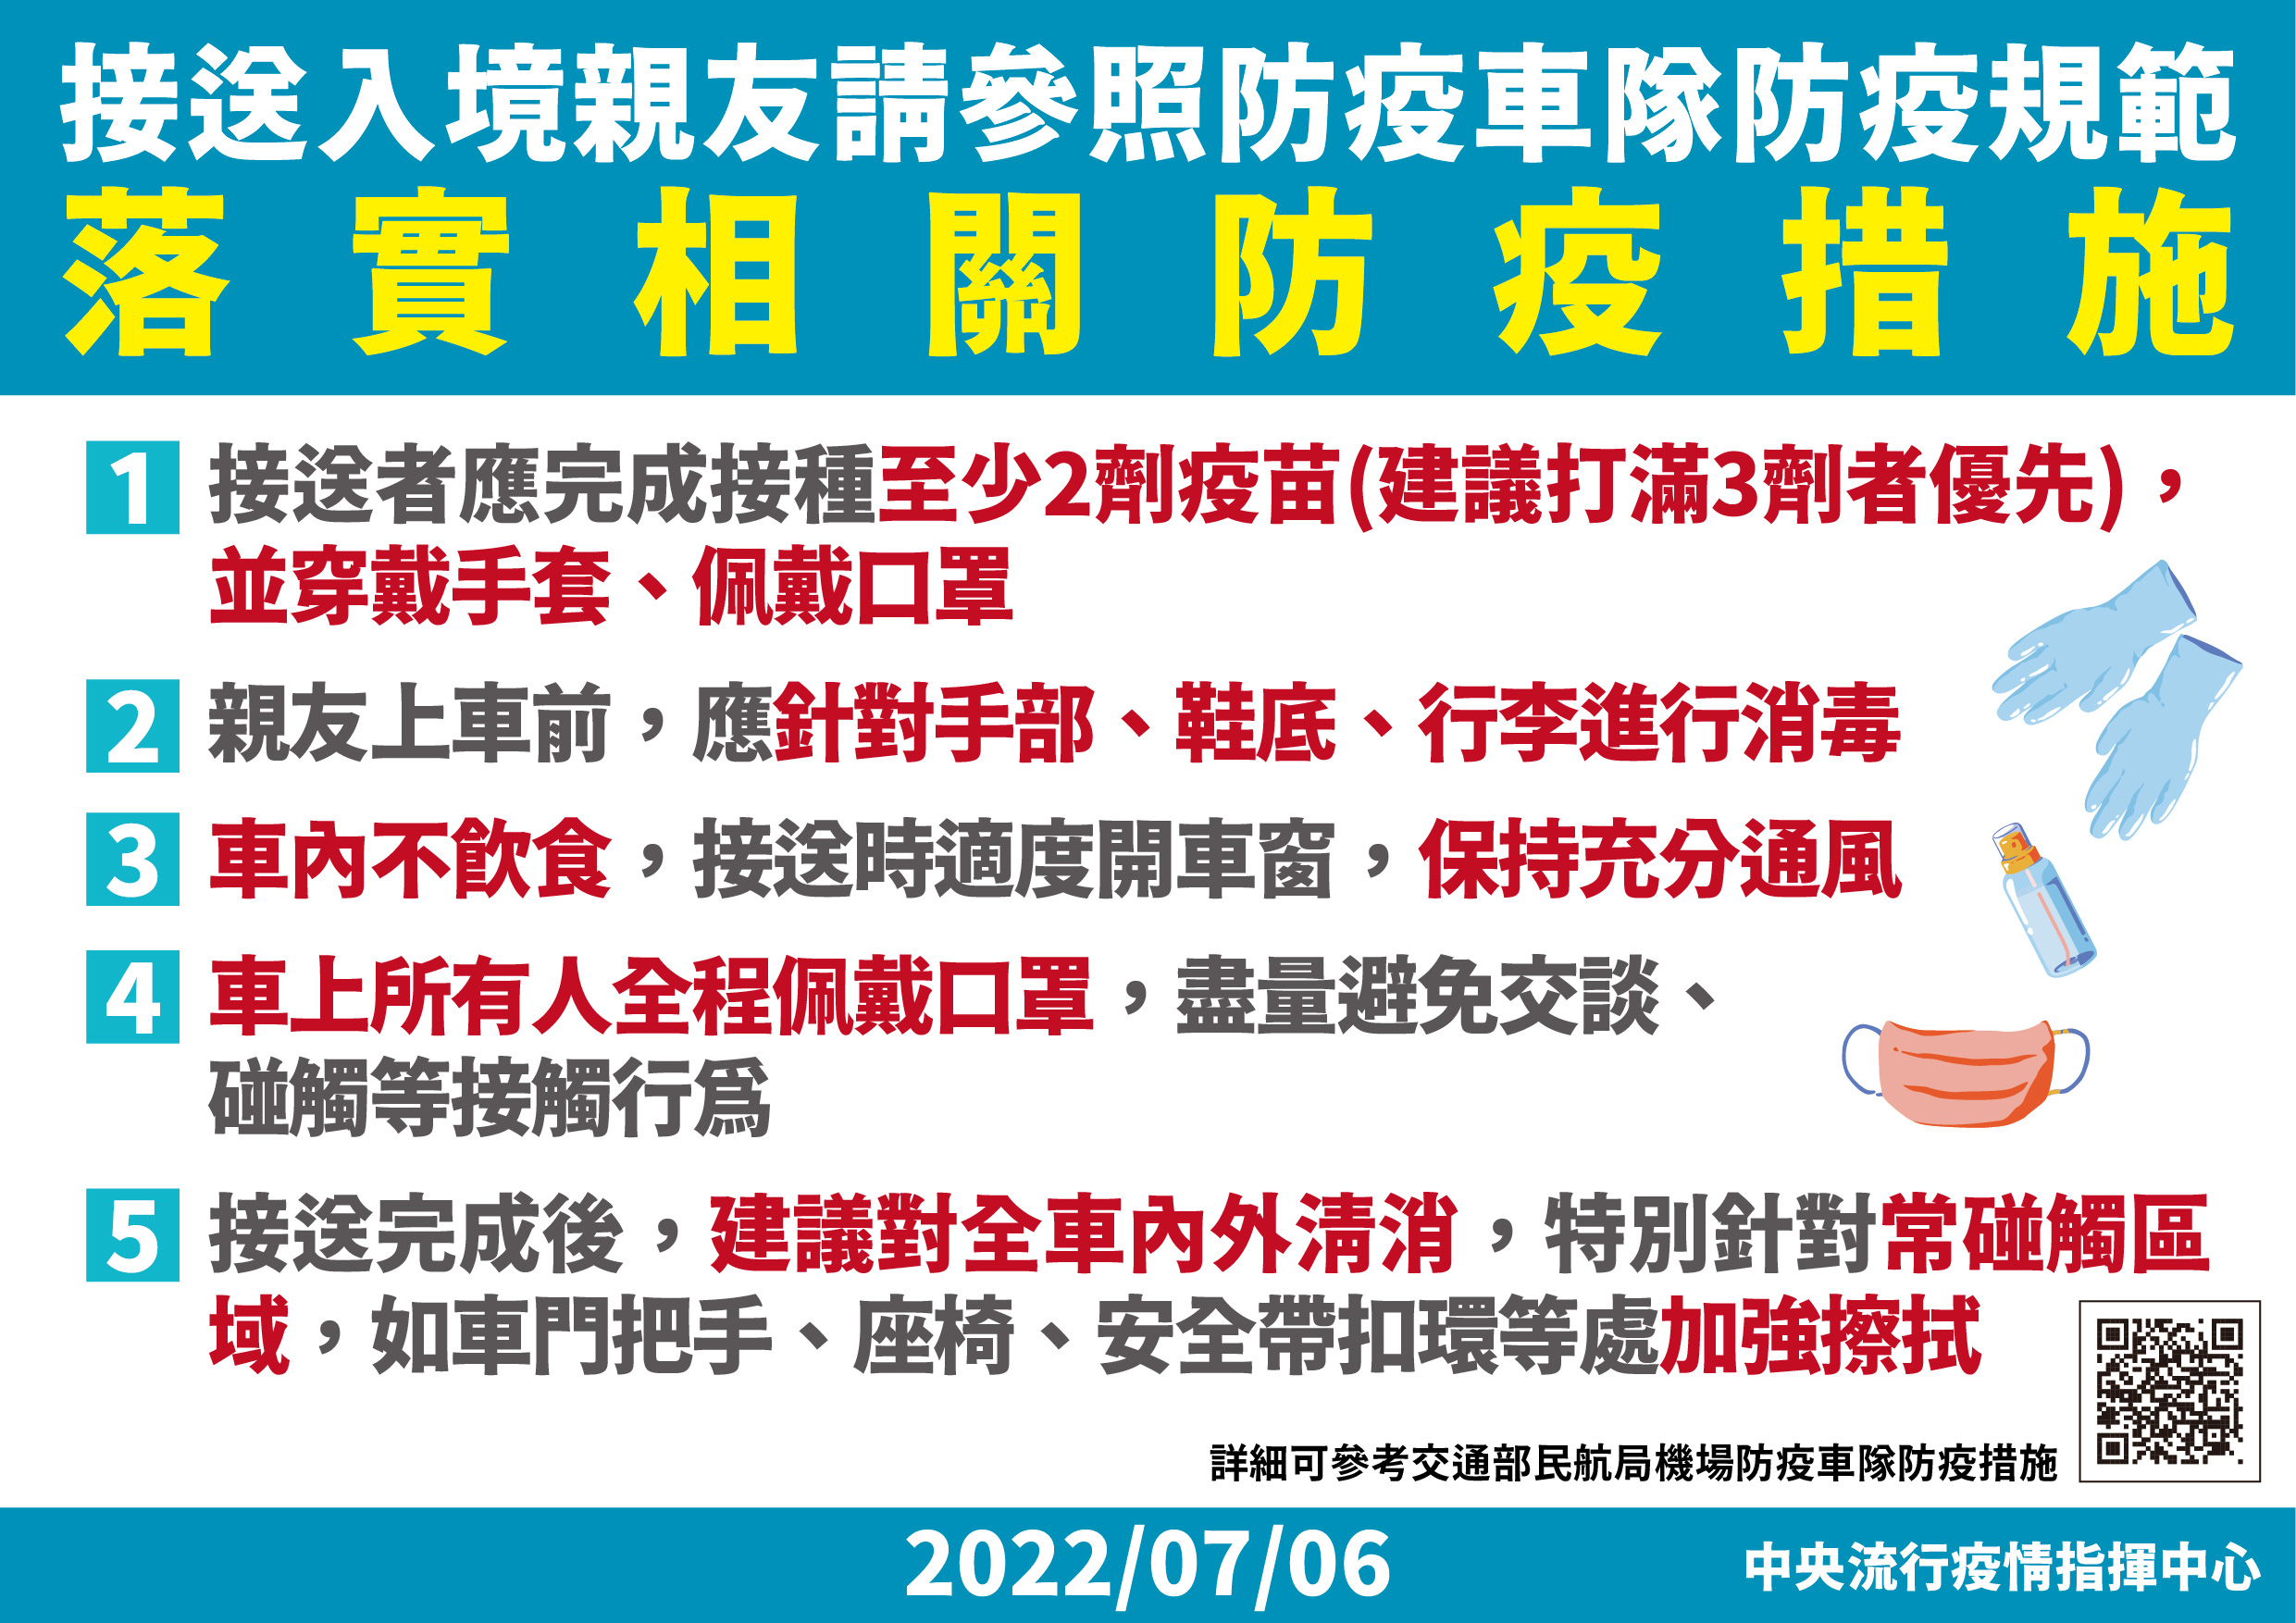 接送入境親友請參照防疫車隊防疫規範
落實相關防疫措施
1 接送者應完成接種至少2劑疫苗(建議打滿3劑者優先)，
並穿戴手套、佩戴口罩
2 親友上車前，應針對手部、鞋底、行李進行消毒
3 車內不飲食，接送時適度開車窗，保持充分通風
4 車上所有人全程佩戴口罩，盡量避免交談、
碰觸等接觸行為
5 接送完成後，建議對全車內外清消，特別針對常碰觸區
域，如車門把手、座椅、安全帶扣環等處加強擦拭
詳細可參考交通部民航局機場防疫車隊防疫措施
2022/07/06
中央流行疫情指揮中心